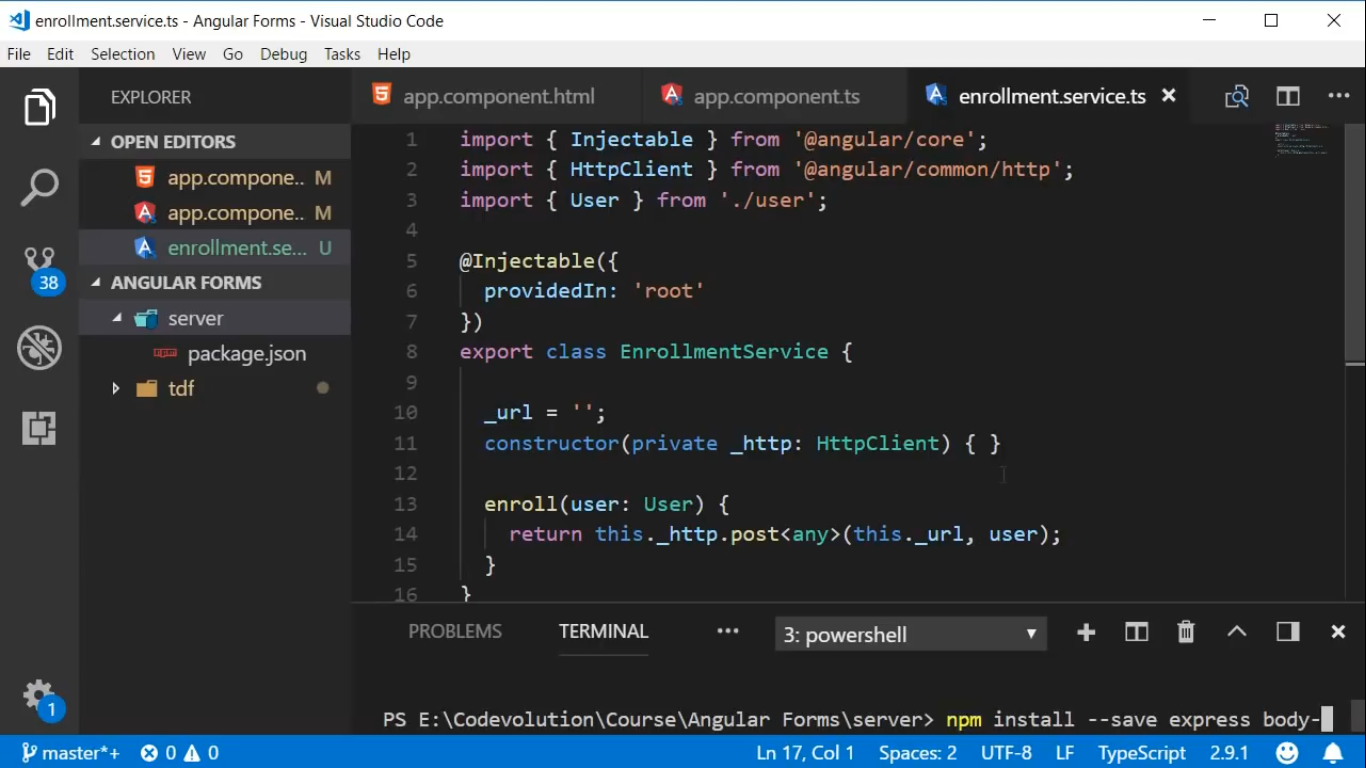 enrollment.service.ts - Angular Forms - Visual Studio Code
File Edit Selection View Go Debug Tasks Help
EXPLORER
OPEN EDITORS
app.compone.. M
app.compone.. M
enrollment.se... U
ANGULAR FORMS
server
package.json
tdf
38
1
app.component.html app.component.ts enrollment.service.ts
1 import { Injectable } from '@angular/core';
2 import { HttpClient } from '@angular/common/http';
3 import { User } from './user';
4
5 @Injectable({
6 providedIn: 'root'
7 })
8 export class EnrollmentService {
9
10 _url = '';
11 constructor(private _http: HttpClient) { }
12
13 enroll(user: User) {
14 return this._http.post<any>(this._url, user);
15 }
16 }
PROBLEMS TERMINAL ... 3: powershell
PS E:\Codevolution\Course\Angular Forms\server> npm install --save express body-
master*+ 0 0 Ln 17, Col 1 Spaces: 2 UTF-8 LF TypeScript 2.9.1